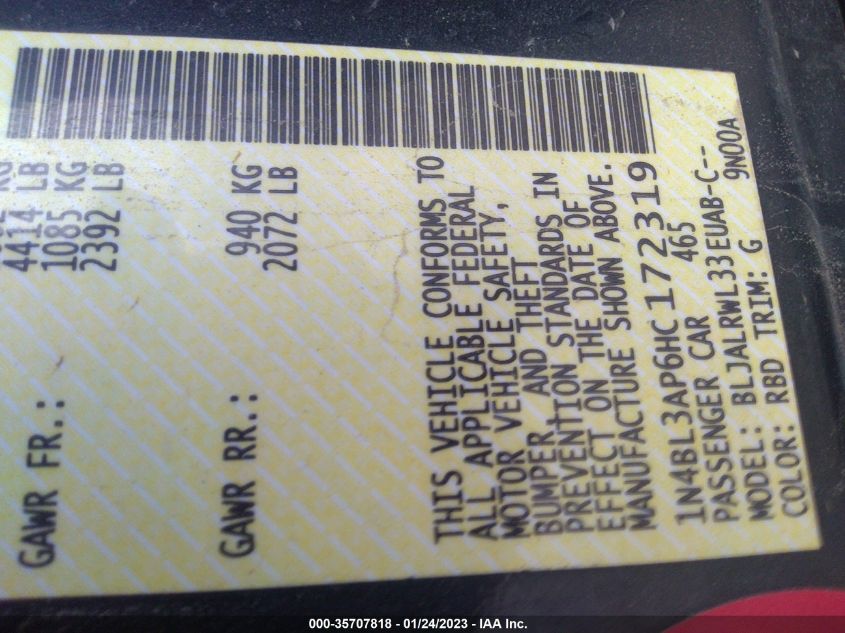 4414 LB
GAWR FR.: 1085 KG
2392 LB
GAWR RR.: 940 KG
2072 LB
THIS VEHICLE CONFORMS TO
ALL APPLICABLE FEDERAL
MOTOR VEHICLE SAFETY,
BUMPER, AND THEFT
PREVENTION STANDARDS IN
EFFECT ON THE DATE OF
MANUFACTURE SHOWN ABOVE.
1N4BL3AP6HC172319
PASSENGER CAR 465
MODEL: BLJALRWL33EUAB-C--
COLOR: RBD TRIM: G 9N00A
000-35707818 - 01/24/2023 - IAA Inc.